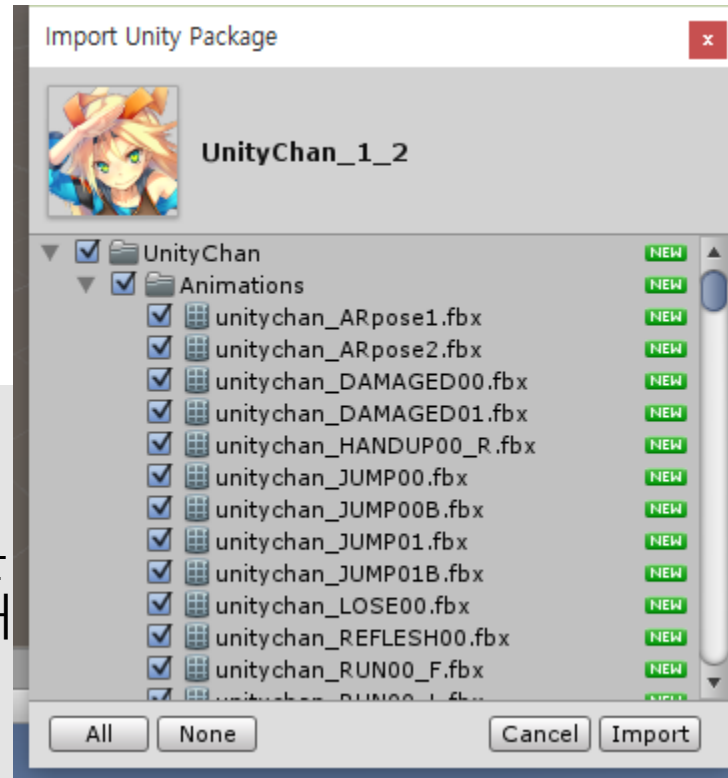 Import Unity Package
x
UnityChan_1_2
UnityChan NEW
Animations NEW
unitychan_ARpose1.fbx NEW
unitychan_ARpose2.fbx NEW
unitychan_DAMAGED00.fbx NEW
unitychan_DAMAGED01.fbx NEW
unitychan_HANDUP00_R.fbx NEW
unitychan_JUMP00.fbx NEW
unitychan_JUMP00B.fbx NEW
unitychan_JUMP01.fbx NEW
unitychan_JUMP01B.fbx NEW
unitychan_LOSE00.fbx NEW
unitychan_REFLESH00.fbx NEW
unitychan_RUN00_F.fbx NEW
All None Cancel Import